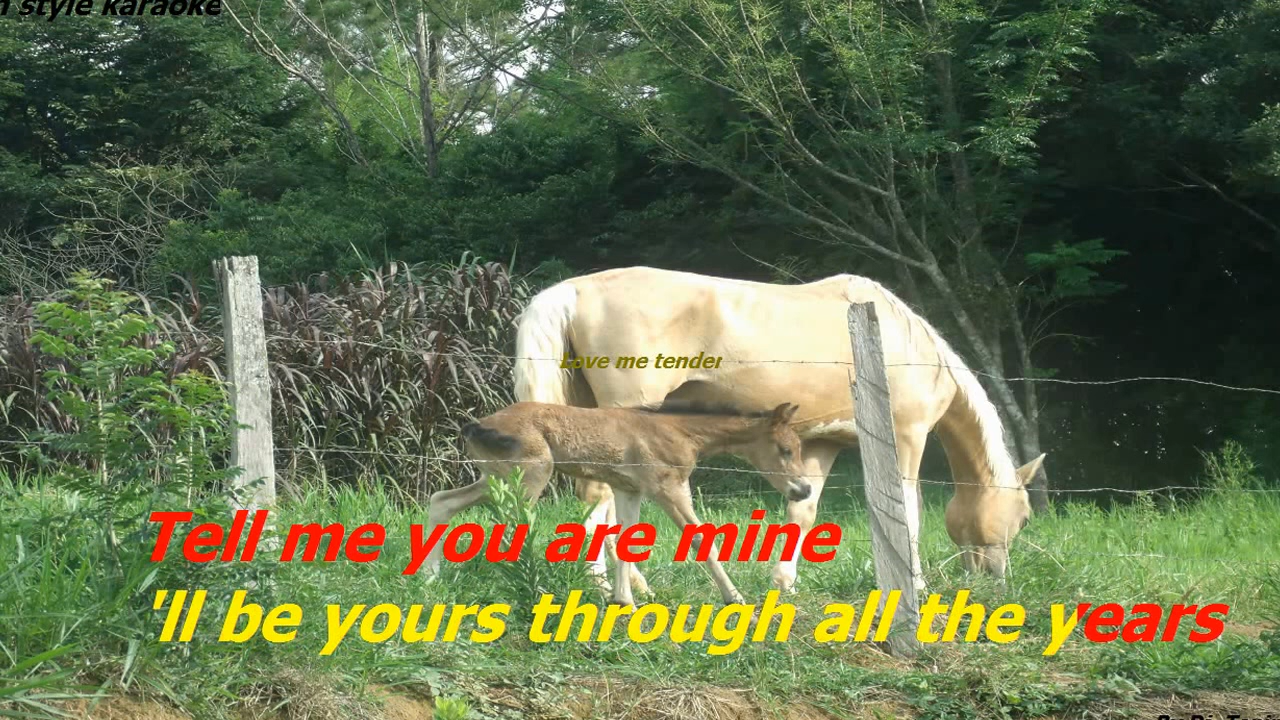 style karaoke
Love me tender
Tell me you are mine
'll be yours through all the years